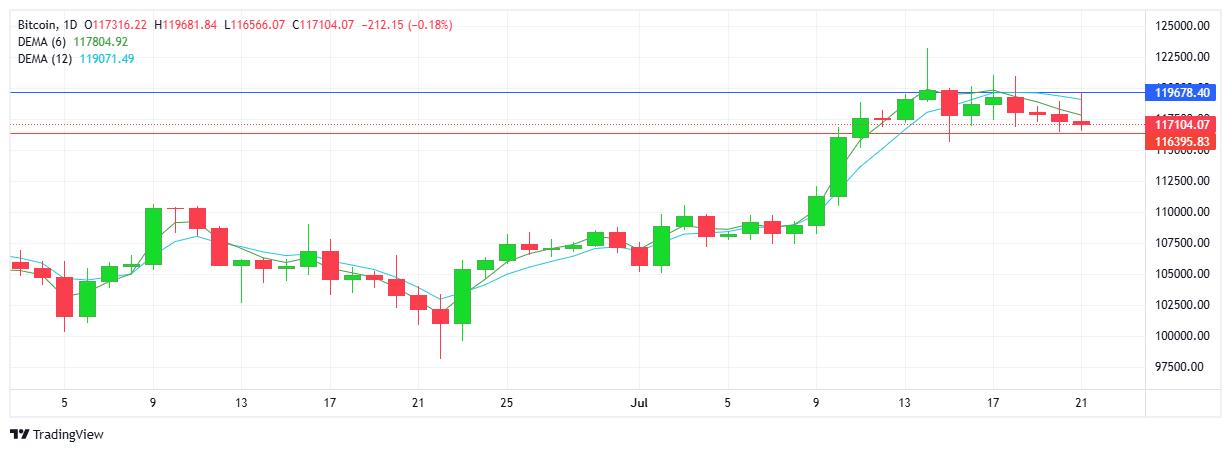 Bitcoin, 1D O117316.22 H119681.84 L116566.07 C117104.07 −212.15 (−0.18%)
DEMA (6) 117804.92
DEMA (12) 119071.49
125000.00
122500.00
119678.40
117104.07
116395.83
115000.00
112500.00
110000.00
107500.00
105000.00
102500.00
100000.00
97500.00
5 9 13 17 21 25 Jul 5 9 13 17 21
TradingView